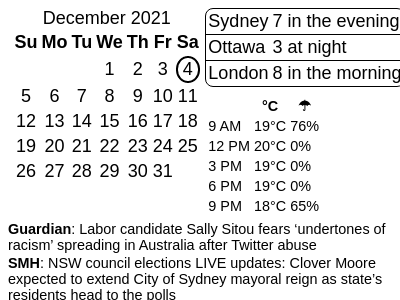 December 2021
Su Mo Tu We Th Fr Sa
1 2 3 4
5 6 7 8 9 10 11
12 13 14 15 16 17 18
19 20 21 22 23 24 25
26 27 28 29 30 31
Sydney 7 in the evening
Ottawa 3 at night
London 8 in the morning
°C ☂
9 AM 19°C 76%
12 PM 20°C 0%
3 PM 19°C 0%
6 PM 19°C 0%
9 PM 18°C 65%
Guardian: Labor candidate Sally Sitou fears ‘undertones of
racism’ spreading in Australia after Twitter abuse
SMH: NSW council elections LIVE updates: Clover Moore
expected to extend City of Sydney mayoral reign as state’s
residents head to the polls